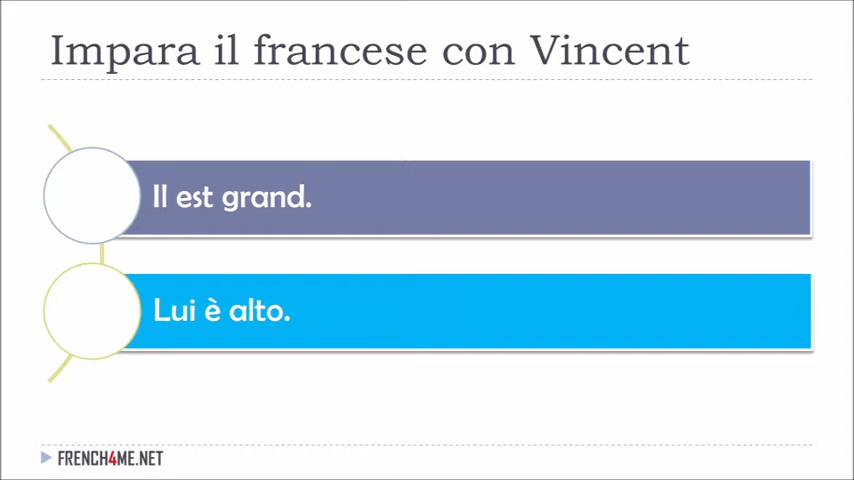 Impara il francese con Vincent
Il est grand.
Lui è alto.
FRENCH4ME.NET